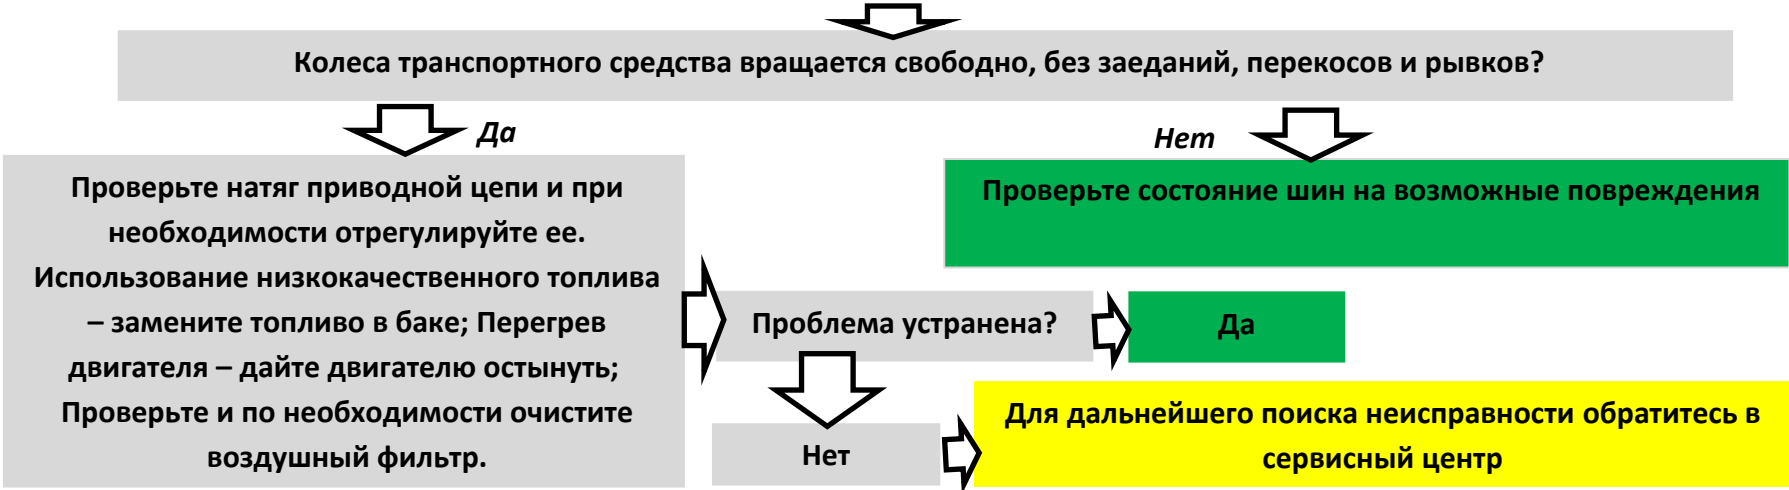 Колеса транспортного средства вращается свободно, без заеданий, перекосов и рывков?
Да
Нет
Проверьте натяг приводной цепи и при
необходимости отрегулируйте ее.
Использование низкокачественного топлива
– замените топливо в баке; Перегрев
двигателя – дайте двигателю остынуть;
Проверьте и по необходимости очистите
воздушный фильтр.
Проверьте состояние шин на возможные повреждения
Проблема устранена?
Да
Нет
Для дальнейшего поиска неисправности обратитесь в
сервисный центр